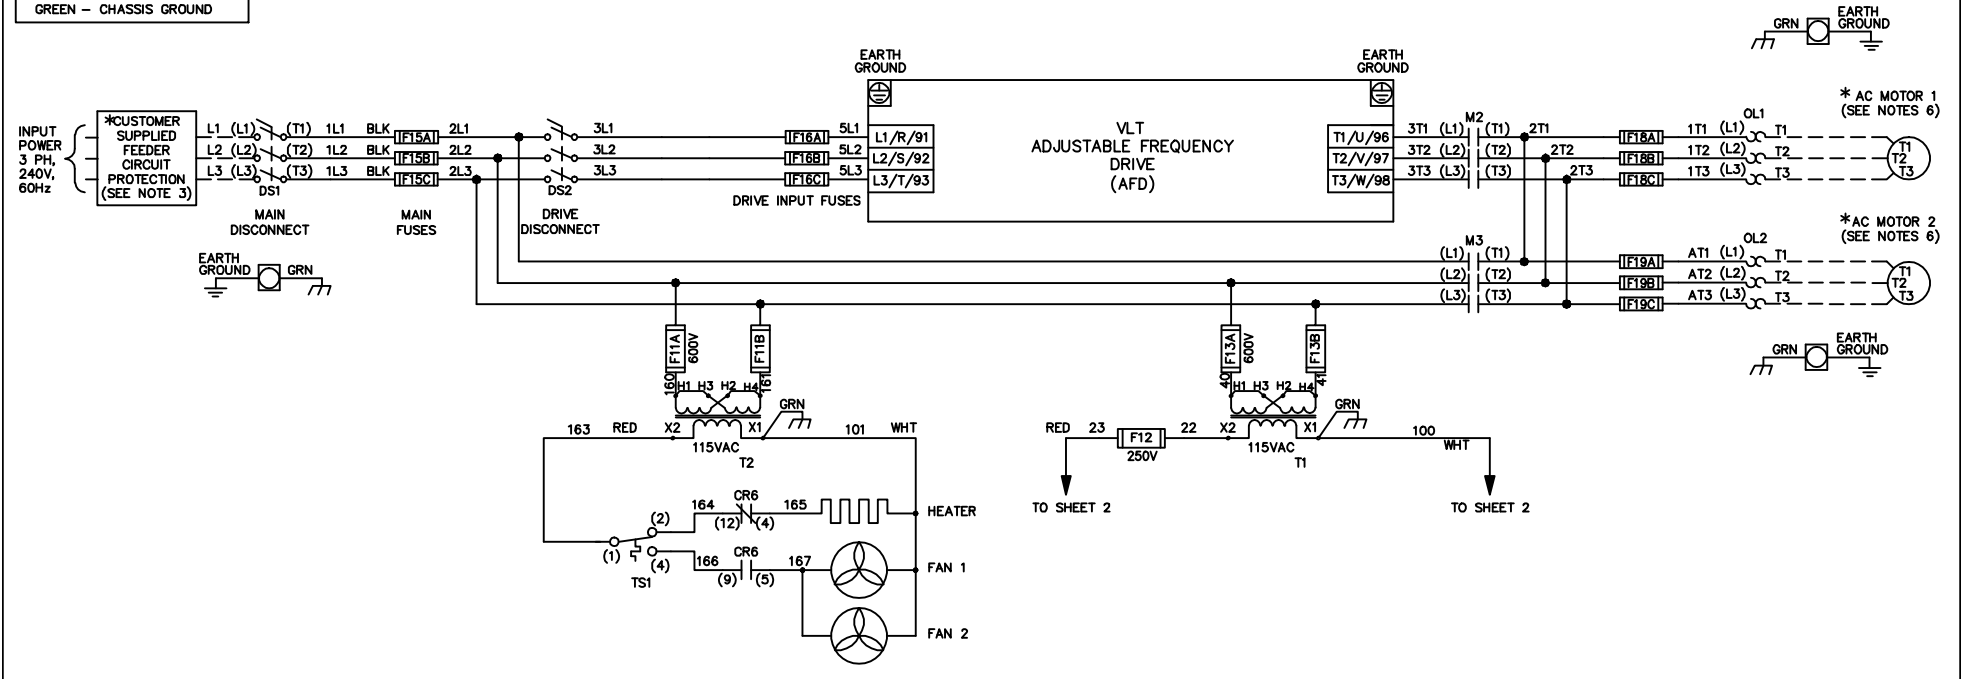 GREEN – CHASSIS GROUND
GRN
EARTH
GROUND
INPUT
POWER
3 PH,
240V,
60Hz
*CUSTOMER
SUPPLIED
FEEDER
CIRCUIT
PROTECTION
(SEE NOTE 3)
L1 (L1) (T1) 1L1 BLK F15A 2L1 3L1 F16A 5L1
L2 (L2) (T2) 1L2 BLK F15B 2L2 3L2 F16B 5L2
L3 (L3) (T3) 1L3 BLK F15C 2L3 3L3 F16C 5L3
DS1
MAIN
DISCONNECT
MAIN
FUSES
DS2
DRIVE
DISCONNECT
DRIVE INPUT FUSES
EARTH
GROUND
EARTH
GROUND
L1/R/91
L2/S/92
L3/T/93
VLT
ADJUSTABLE FREQUENCY
DRIVE
(AFD)
T1/U/96
T2/V/97
T3/W/98
M2
3T1 (L1) (T1) 2T1 F18A 1T1 (L1) T1
3T2 (L2) (T2) 2T2 F18B 1T2 (L2) T2
3T3 (L3) (T3) 2T3 F18C 1T3 (L3) T3
OL1
* AC MOTOR 1
(SEE NOTES 6)
T1
T2
T3
EARTH
GROUND
GRN
M3
(L1) (T1) F19A AT1 (L1) T1
(L2) (T2) F19B AT2 (L2) T2
(L3) (T3) F19C AT3 (L3) T3
OL2
*AC MOTOR 2
(SEE NOTES 6)
T1
T2
T3
GRN
EARTH
GROUND
F11A
600V
F11B
160
161
H1 H3 H2 H4
GRN
163 RED X2 X1 101 WHT
115VAC
T2
F13A
600V
F13B
40
41
H1 H3 H2 H4
GRN
RED 23 F12 22 X2 X1 100
WHT
250V
115VAC
T1
TO SHEET 2
TO SHEET 2
CR6
164 165
(12) (4)
HEATER
(2)
(1)
(4)
TS1
CR6
166 167
(9) (5)
FAN 1
FAN 2